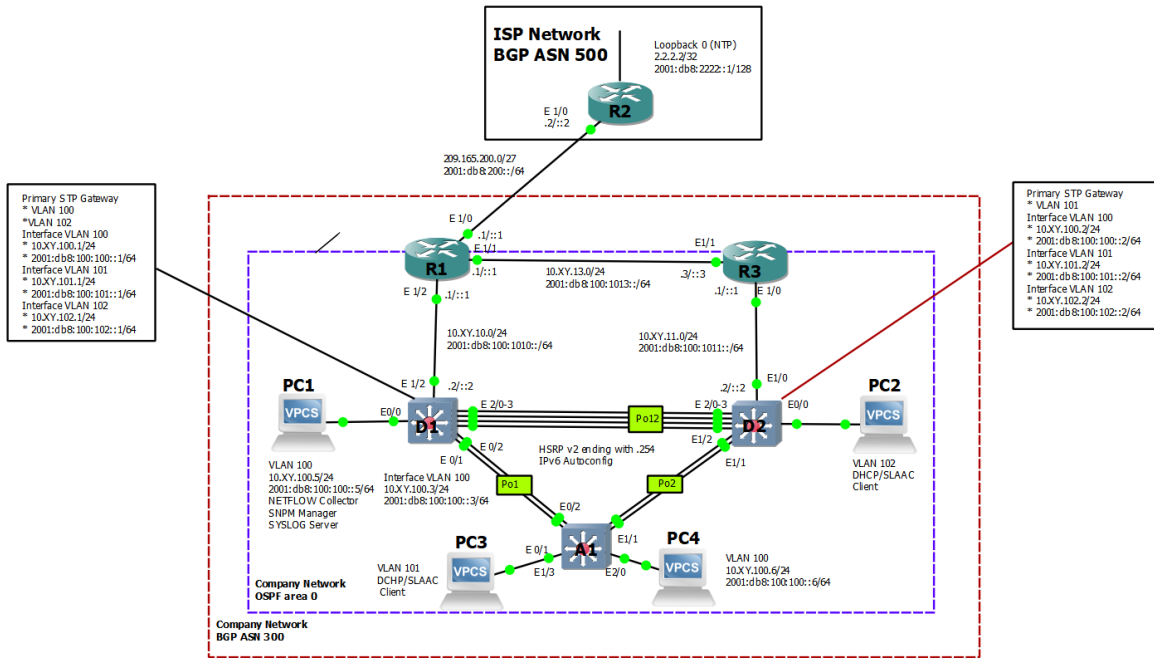 ISP Network
BGP ASN 500
Loopback 0 (NTP)
2.2.2.2/32
2001:db8:2222::1/128
E 1/0
.2/::2
R2
209.165.200.0/27
2001:db8:200::/64
Primary STP Gateway
* VLAN 100
*VLAN 102
Interface VLAN 100
* 10.XY.100.1/24
* 2001:db8:100:100::1/64
Interface VLAN 101
* 10.XY.101.1/24
* 2001:db8:100:101::1/64
Interface VLAN 102
* 10.XY.102.1/24
* 2001:db8:100:102::1/64
Primary STP Gateway
* VLAN 101
Interface VLAN 100
* 10.XY.100.2/24
* 2001:db8:100:100::2/64
Interface VLAN 101
* 10.XY.101.2/24
* 2001:db8:100:101::2/64
Interface VLAN 102
* 10.XY.102.2/24
* 2001:db8:100:102::2/64
E 1/0
.1/::1
E 1/1
R1
.1/::1
E 1/2
.1/::1
10.XY.13.0/24
2001:db8:100:1013::/64
E1/1
.3/::3
R3
.1/::1
E 1/0
10.XY.10.0/24
2001:db8:100:1010::/64
10.XY.11.0/24
2001:db8:100:1011::/64
PC1
VPCS
E0/0
E 1/2
.2/::2
D1
E 2/0-3
Po12
E 2/0-3
.2/::2
E1/0
D2
E0/0
PC2
VPCS
E 0/2
E 0/1
HSRP v2 ending with .254
IPv6 Autoconfig
E1/2
E1/1
VLAN 100
10.XY.100.5/24
2001:db8:100:100::5/64
NETFLOW Collector
SNPM Manager
SYSLOG Server
Interface VLAN 100
10.XY.100.3/24
2001:db8:100:100::3/64
Po1
Po2
VLAN 102
DHCP/SLAAC
Client
E0/2
E1/1
A1
PC3
VPCS
E 0/1
E1/3
E2/0
PC4
VPCS
VLAN 101
DCHP/SLAAC
Client
VLAN 100
10.XY.100.6/24
2001:db8:100:100::6/64
Company Network
OSPF area 0
Company Network
BGP ASN 300